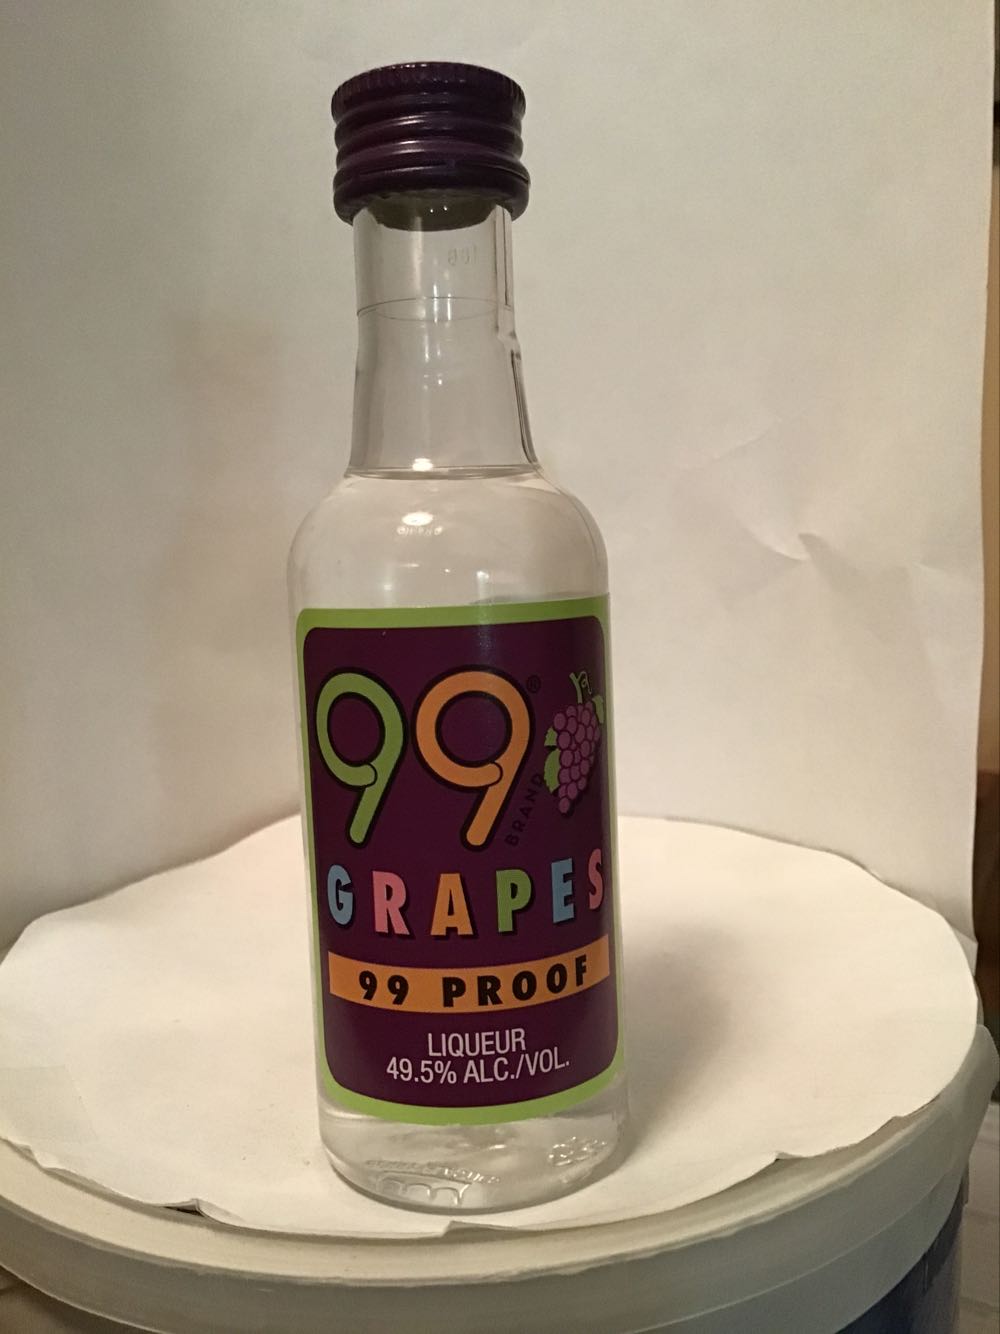 99®
BRAND
GRAPES
99 PROOF
LIQUEUR
49.5% ALC./VOL.